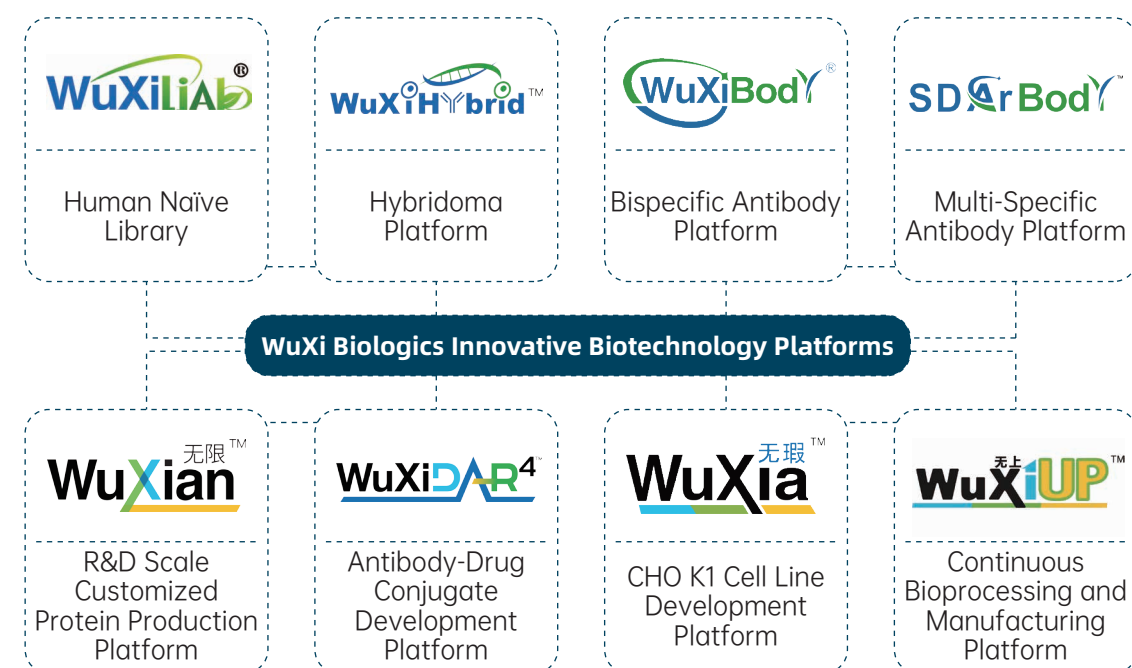 WuXiLiAb®
Human Naïve
Library
WuXiHYbrid™
Hybridoma
Platform
WuXiBodY®
Bispecific Antibody
Platform
SDArBodY™
Multi-Specific
Antibody Platform
WuXi Biologics Innovative Biotechnology Platforms
无限™
WuXian
R&D Scale
Customized
Protein Production
Platform
WuXiDAR4™
Antibody-Drug
Conjugate
Development
Platform
无瑕™
WuXia
CHO K1 Cell Line
Development
Platform
无上
WuXiUP™
Continuous
Bioprocessing and
Manufacturing
Platform